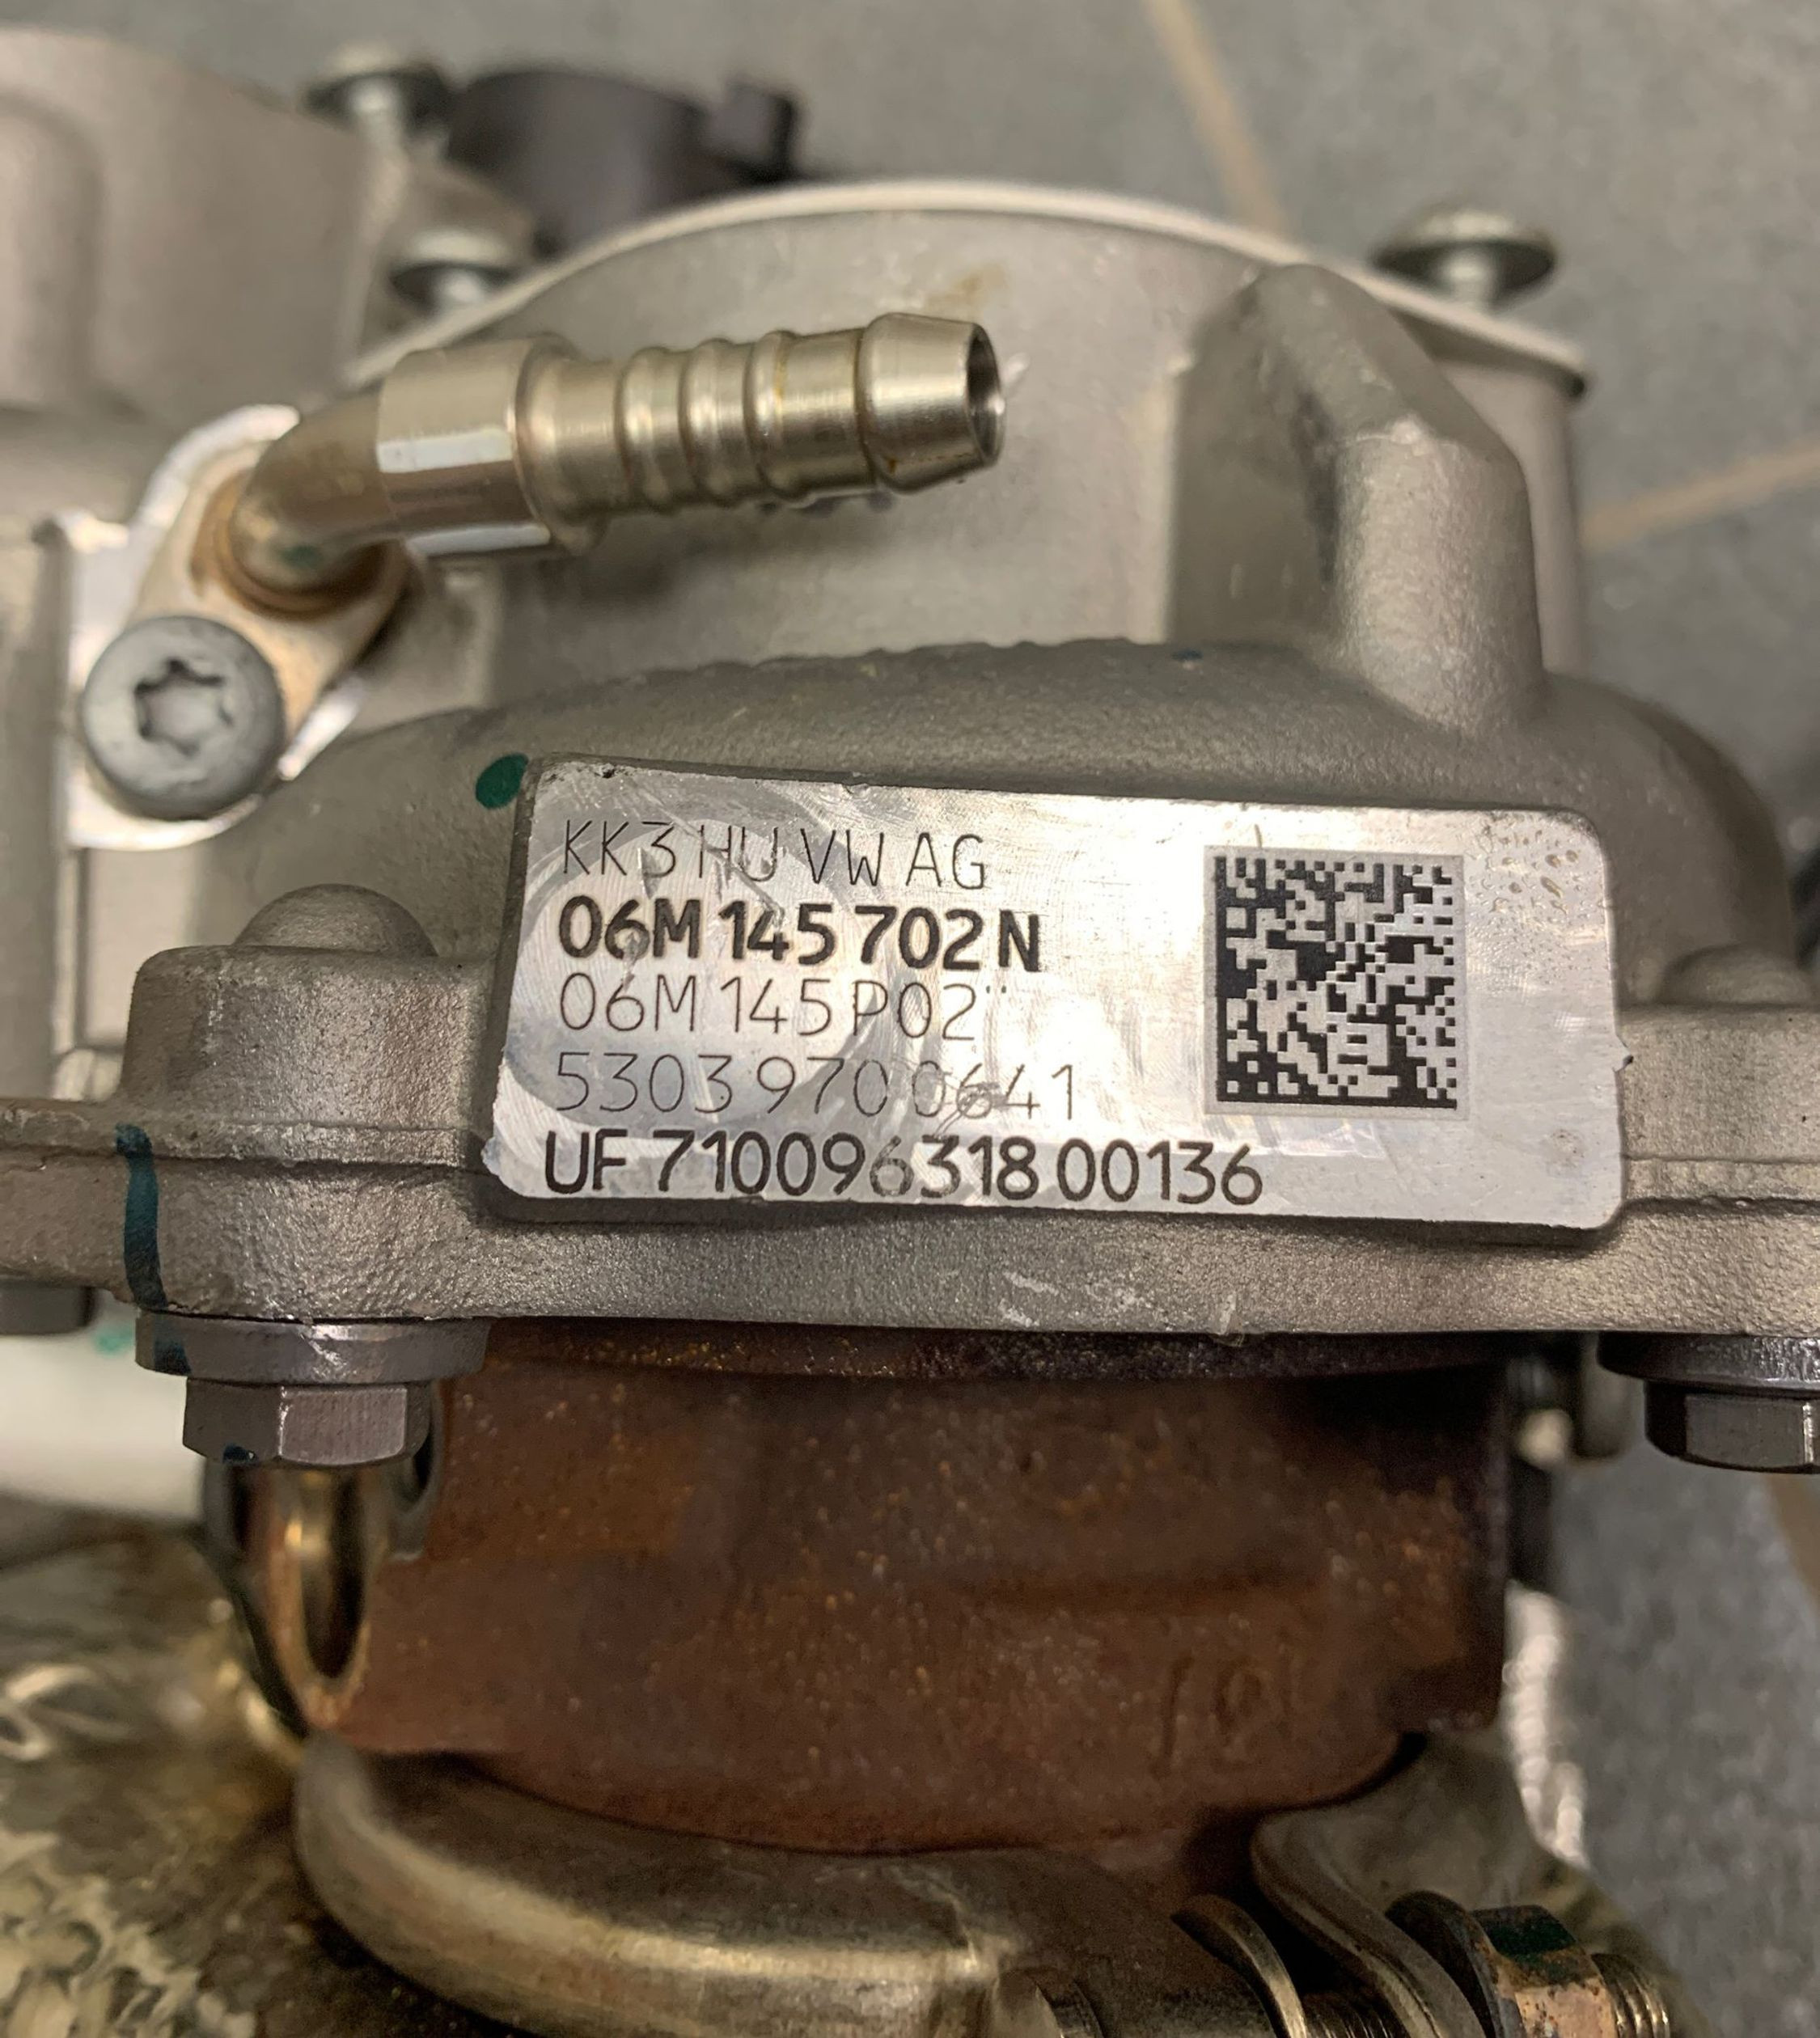 KK3 HU VW AG
06M 145 702 N
06M 145 P02
5303 970 0641
UF 710096318 00136